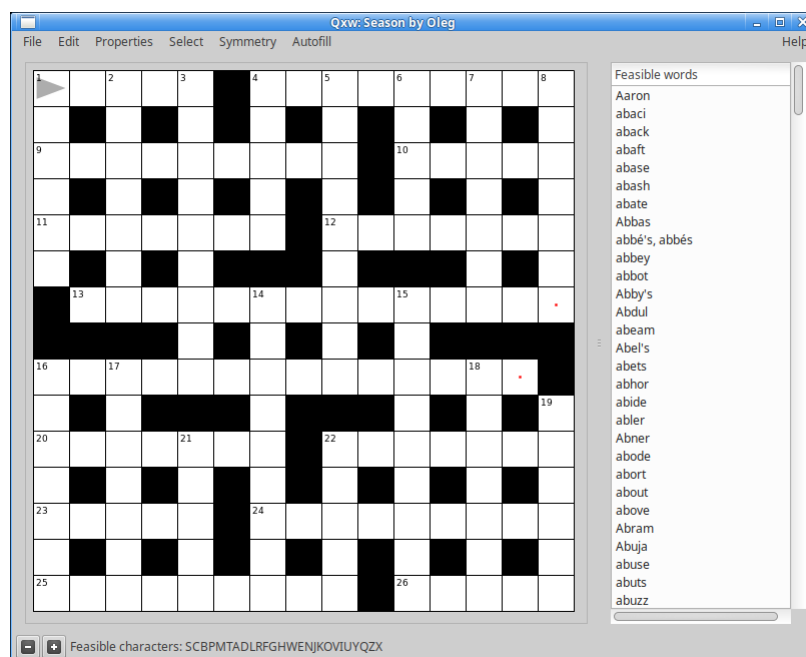 Qxw: Season by Oleg
File Edit Properties Select Symmetry Autofill Help
1 2 3 4 5 6 7 8
9 10
11 12
13 14 15
16 17 18
19
20 21 22
23 24
25 26
Feasible words
Aaron
abaci
aback
abaft
abase
abash
abate
Abbas
abbé's, abbés
abbey
abbot
Abby's
Abdul
abeam
Abel's
abets
abhor
abide
abler
Abner
abode
abort
about
above
Abram
Abuja
abuse
abuts
abuzz
Feasible characters: SCBPMTADLRFGHWENJKOVIUYQZX